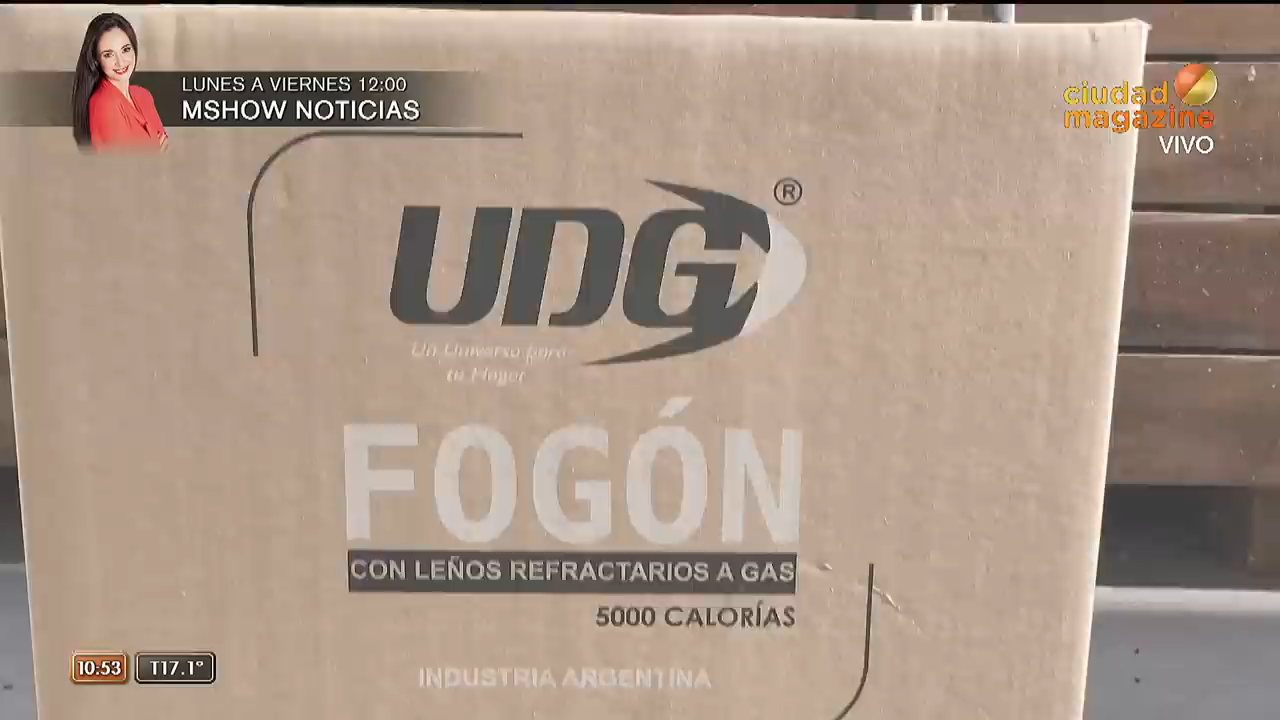 LUNES A VIERNES 12:00
MSHOW NOTICIAS
ciudad
magazine
VIVO
UDG®
Un Universo para
tu Hogar
FOGÓN
CON LEÑOS REFRACTARIOS A GAS
5000 CALORÍAS
INDUSTRIA ARGENTINA
10:53
T17.1°